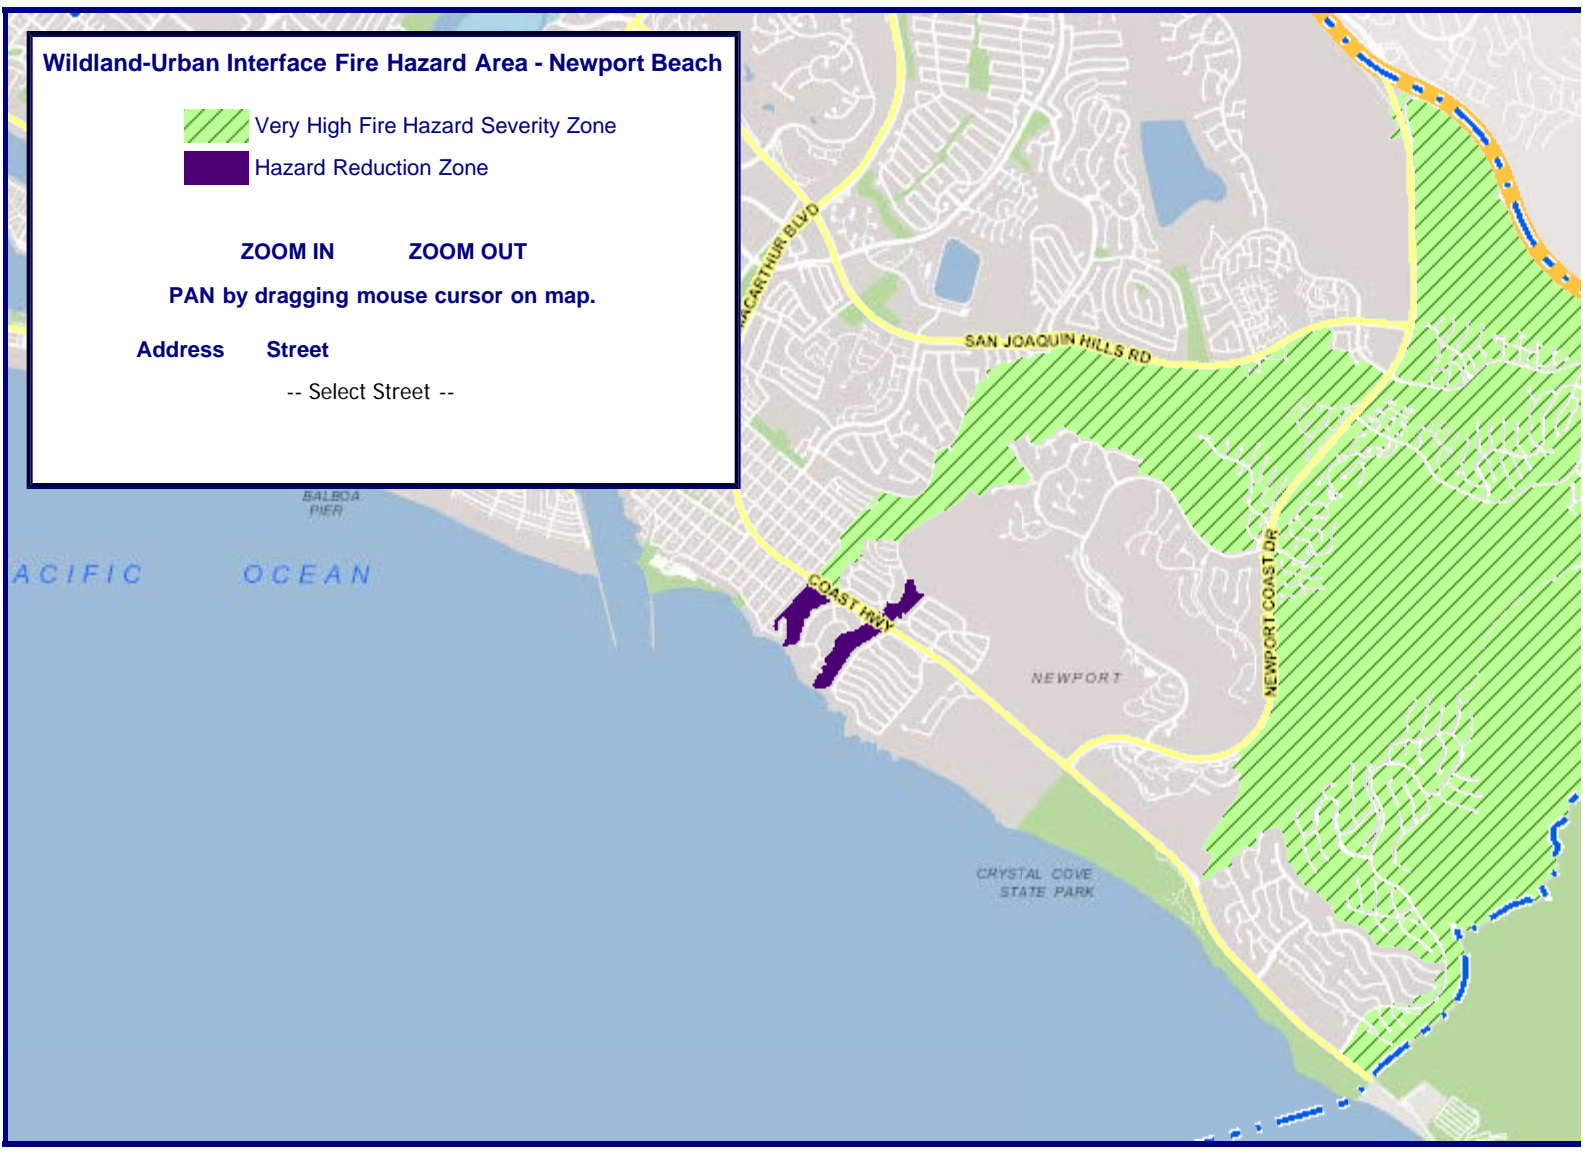 Wildland-Urban Interface Fire Hazard Area - Newport Beach
Very High Fire Hazard Severity Zone
Hazard Reduction Zone
ZOOM IN ZOOM OUT
PAN by dragging mouse cursor on map.
Address Street
-- Select Street --
MACARTHUR BLVD
SAN JOAQUIN HILLS RD
BALBOA
PIER
ACIFIC OCEAN
COAST HWY
NEWPORT COAST DR
NEWPORT
CRYSTAL COVE
STATE PARK